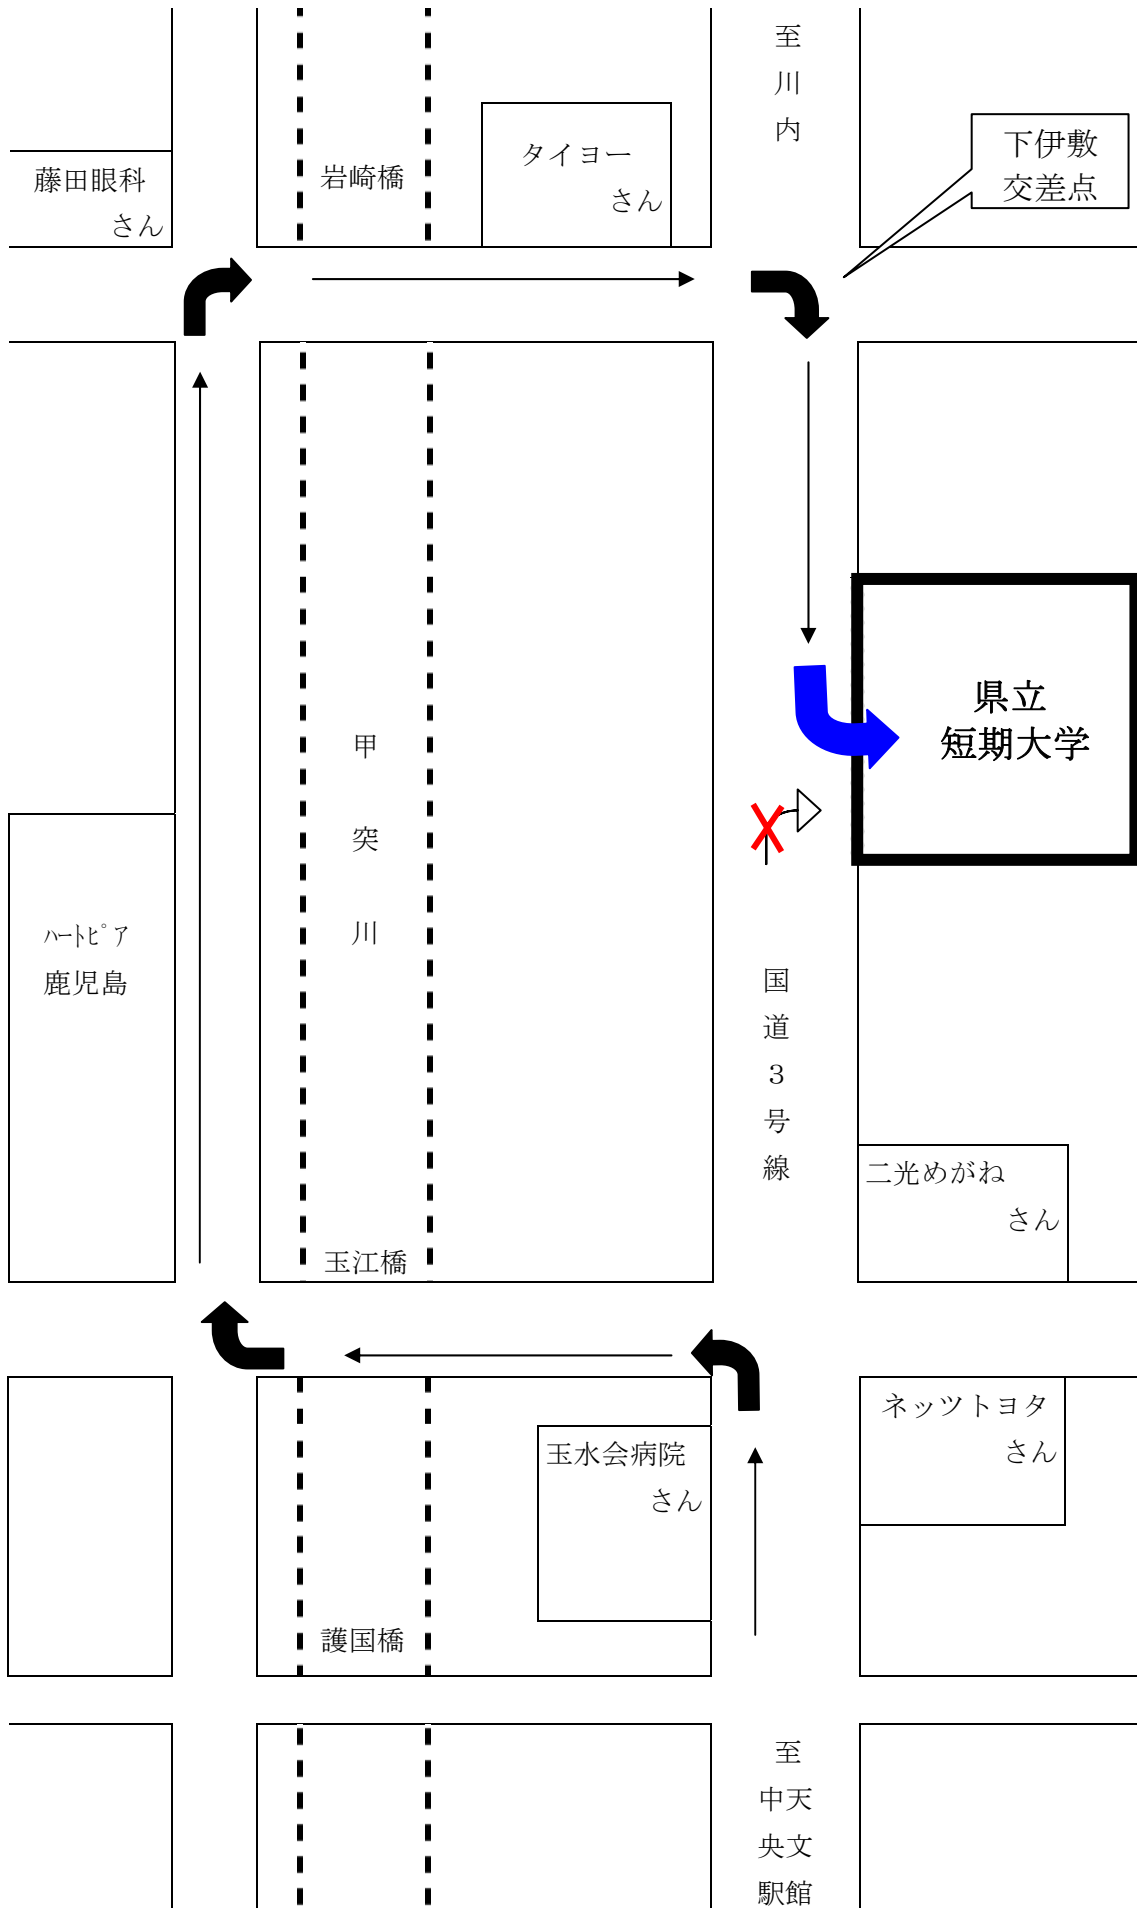 至川内
下伊敷
交差点
タイヨー
さん
岩崎橋
藤田眼科
さん
県立
短期大学
甲突川
ﾊｰﾄﾋﾟｱ
鹿児島
国道３号線
二光めがね
さん
玉江橋
ネッツトヨタ
さん
玉水会病院
さん
護国橋
至
中央駅
天文館